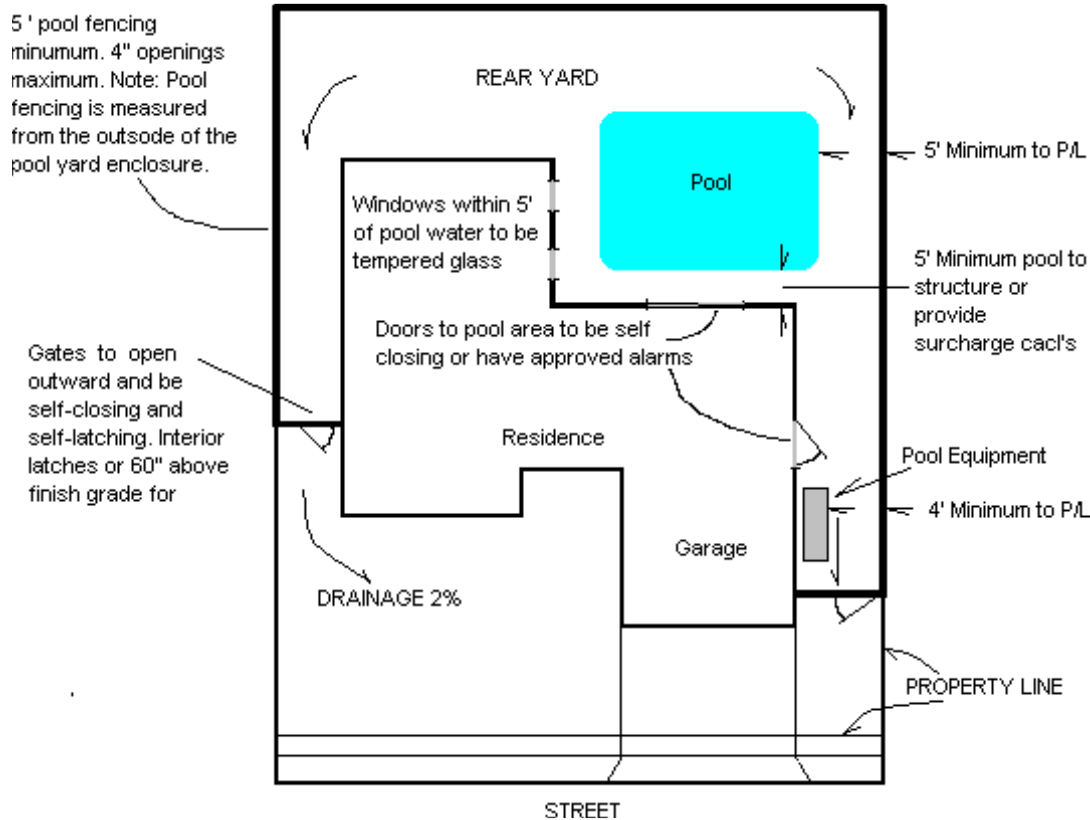 5 ' pool fencing
minumum. 4" openings
maximum. Note: Pool
fencing is measured
from the outsode of the
pool yard enclosure.
REAR YARD
Pool
5' Minimum to P/L
Windows within 5'
of pool water to be
tempered glass
5' Minimum pool to
structure or
provide
surcharge cacl's
Doors to pool area to be self
closing or have approved alarms
Gates to open
outward and be
self-closing and
self-latching. Interior
latches or 60" above
finish grade for
Residence
Pool Equipment
4' Minimum to P/L
Garage
DRAINAGE 2%
PROPERTY LINE
STREET